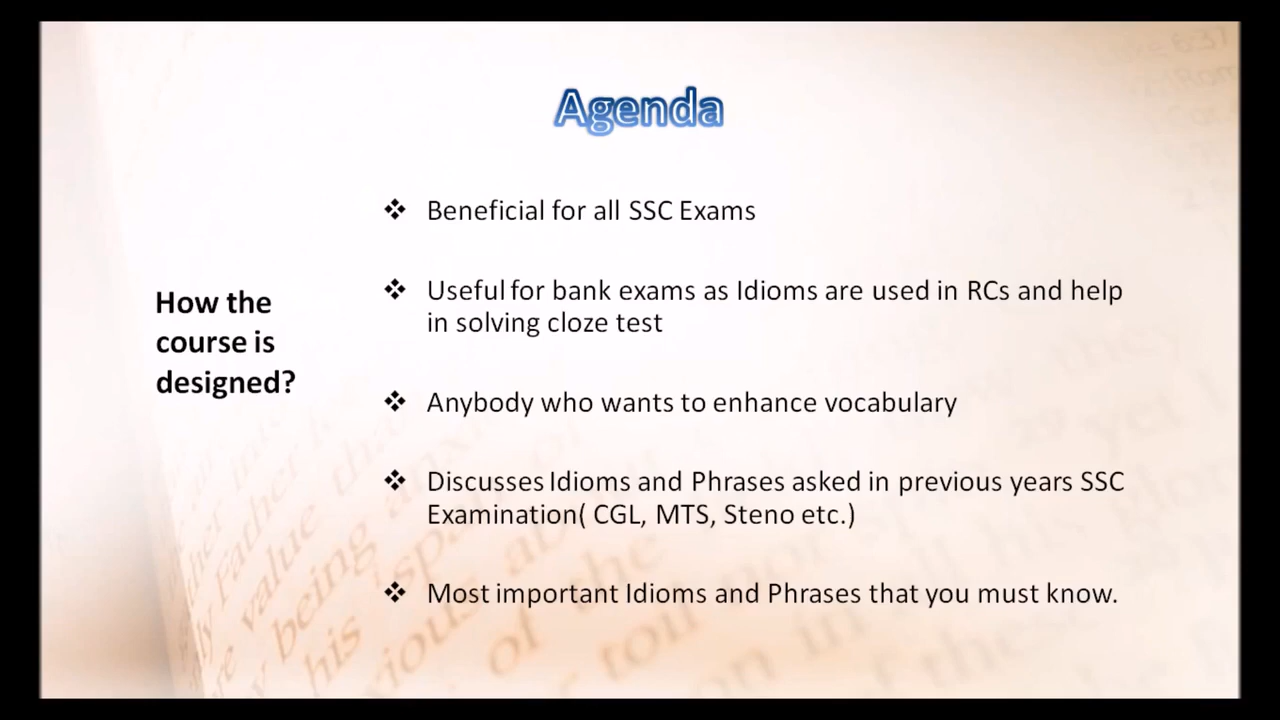 Agenda
How the
course is
designed?
❖ Beneficial for all SSC Exams
❖ Useful for bank exams as Idioms are used in RCs and help
in solving cloze test
❖ Anybody who wants to enhance vocabulary
❖ Discusses Idioms and Phrases asked in previous years SSC
Examination( CGL, MTS, Steno etc.)
❖ Most important Idioms and Phrases that you must know.